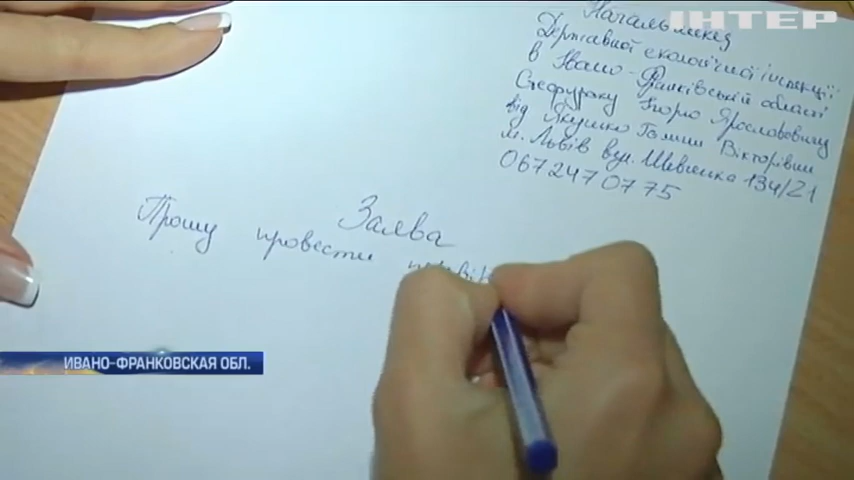 ІНТЕР
Начальнику
Державної екологічної інспекції
в Івано-Франківській області
Стефураку Ігорю Ярославовичу
від Якушко Галини Вікторівни
м. Львів вул. Шевченка 134/21
0672470775
Заява
Прошу провести
ИВАНО-ФРАНКОВСКАЯ ОБЛ.